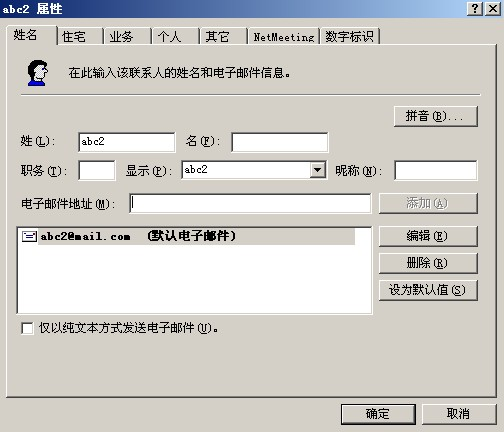 abc2 属性
姓名 住宅 业务 个人 其它 NetMeeting 数字标识
在此输入该联系人的姓名和电子邮件信息。
拼音(B)...
姓(L): abc2 名(F):
职务(T): 显示(P): abc2 昵称(N):
电子邮件地址(M): 添加(A)
abc2@mail.com (默认电子邮件) 编辑(E)
删除(R)
设为默认值(S)
仅以纯文本方式发送电子邮件(U)。
确定 取消